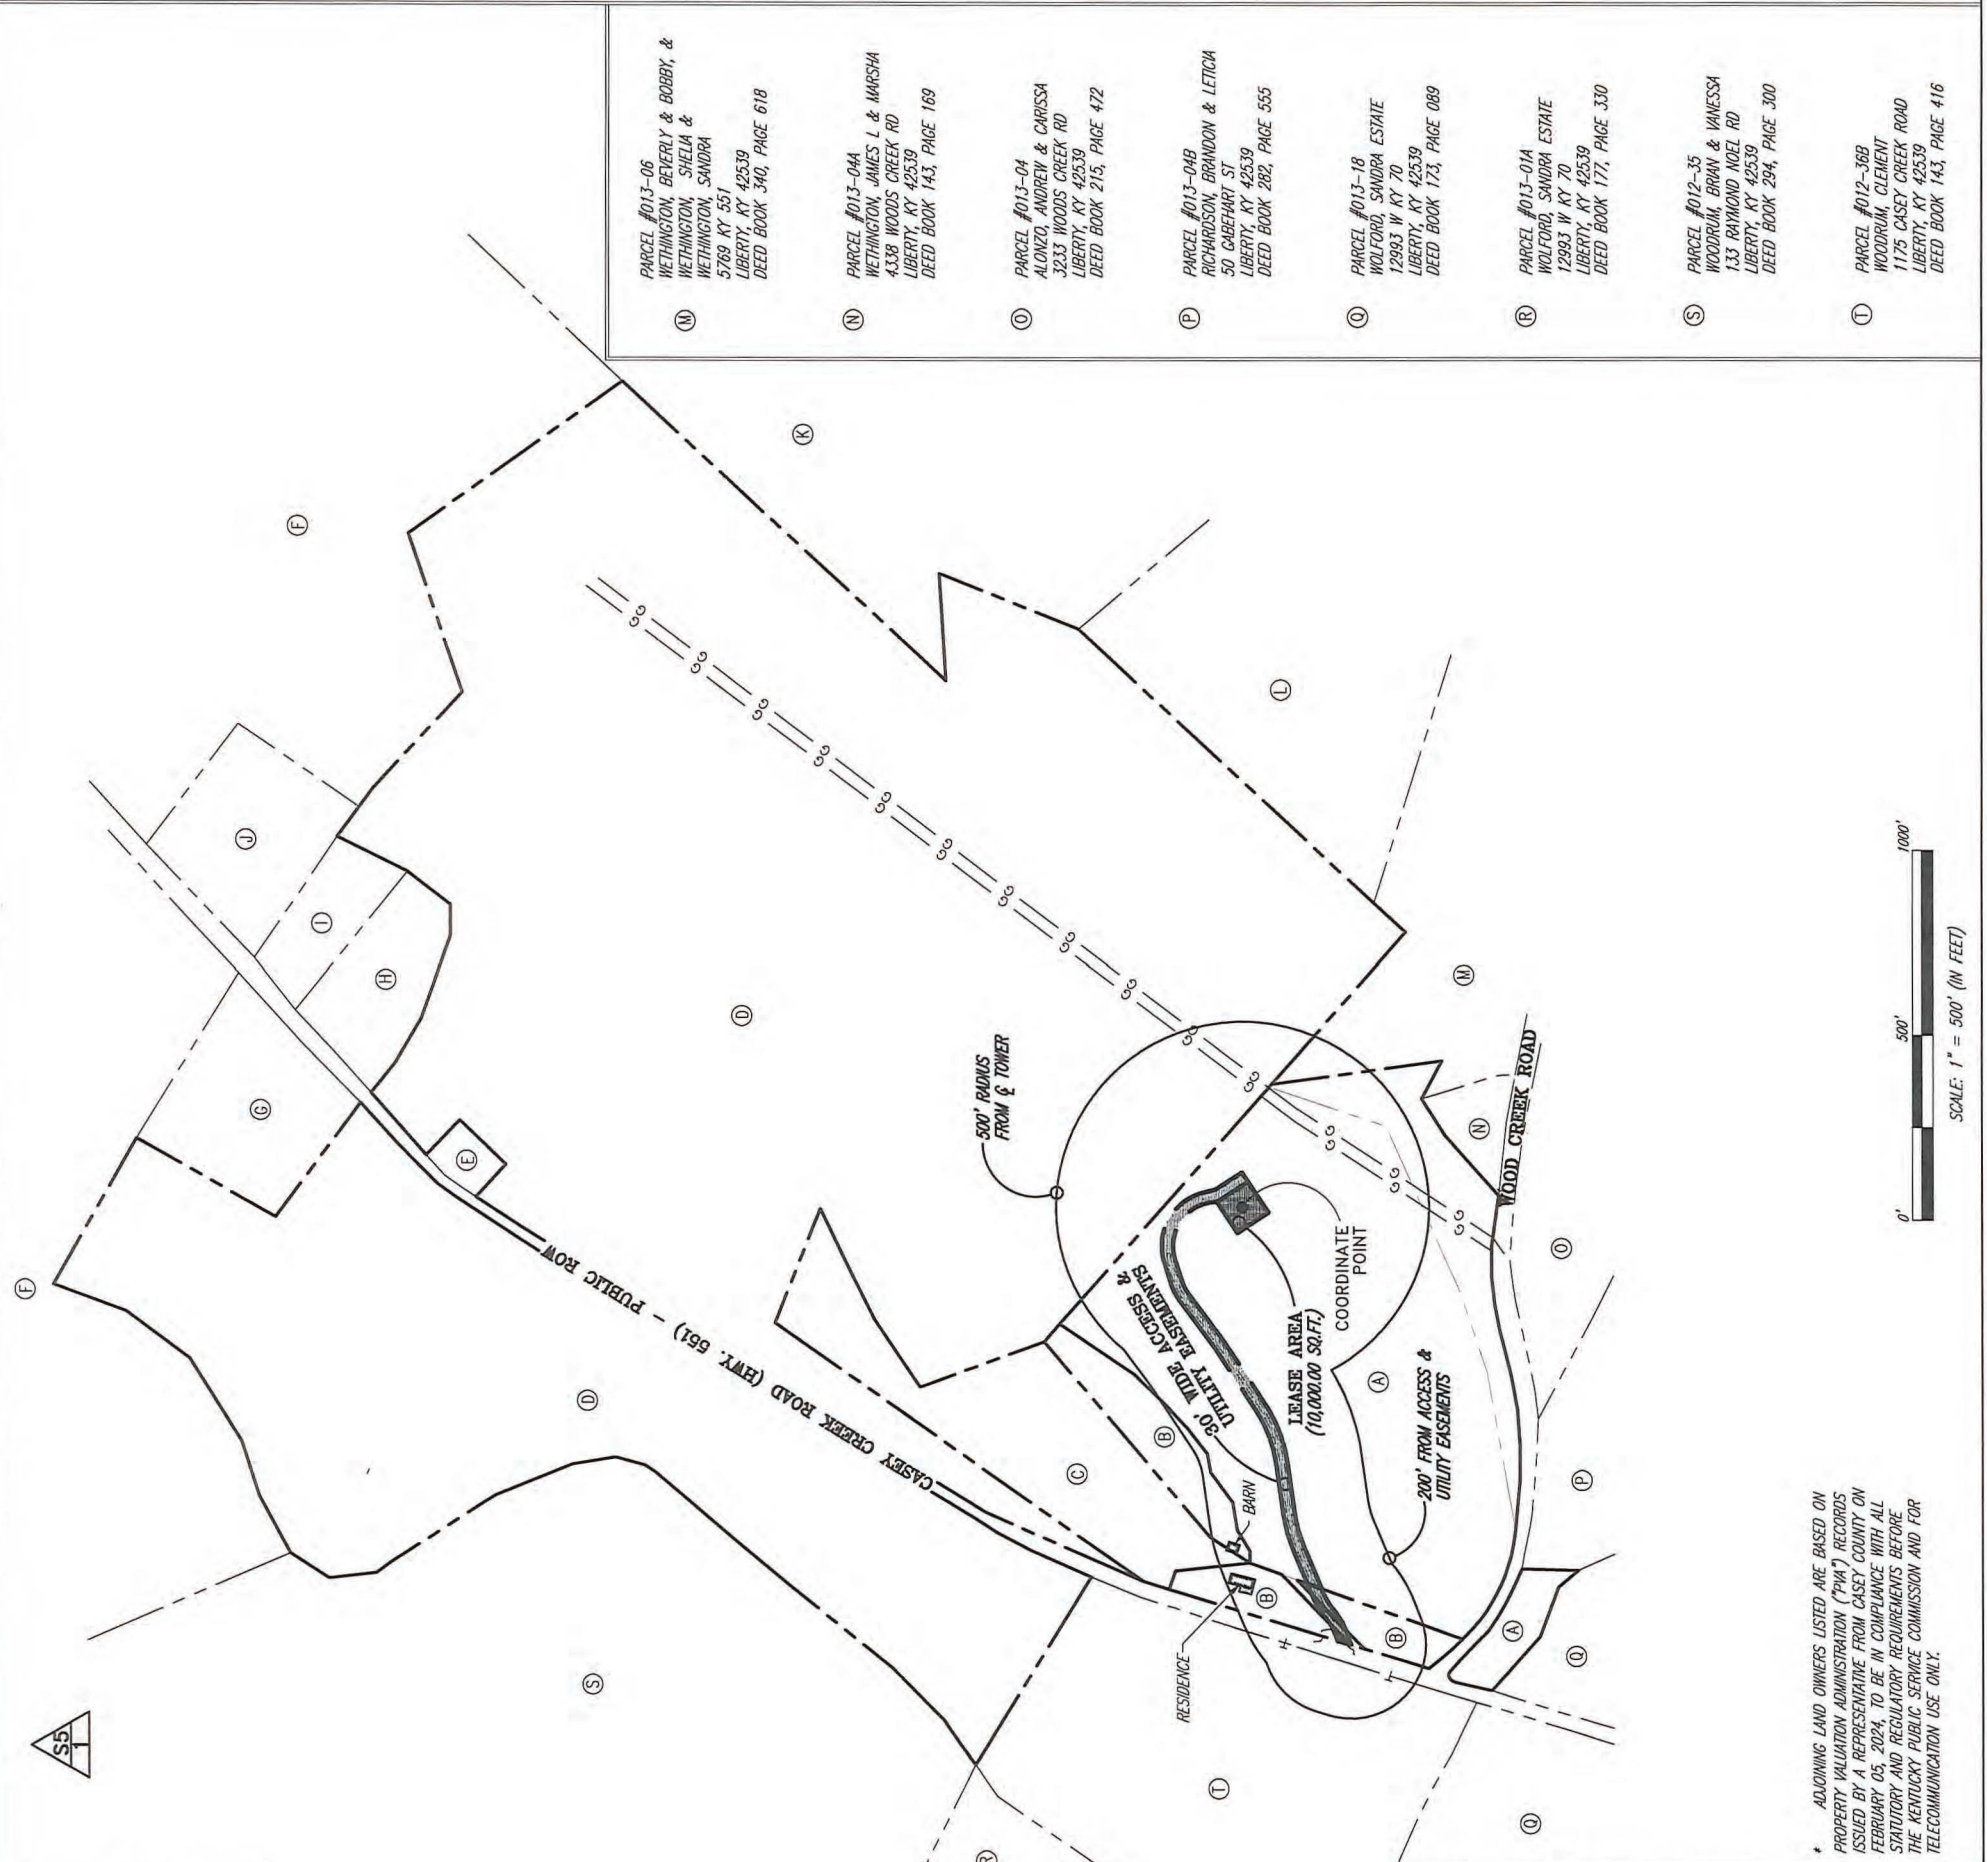 S5
1
F
G
J
I
H
F
E
D
D
S
K
L
M
C
B
B
B
A
A
N
O
P
Q
Q
T
R
CASEY CREEK ROAD (HWY. 551) - PUBLIC ROW
500' RADIUS
FROM ℄ TOWER
30' WIDE ACCESS &
UTILITY EASEMENTS
LEASE AREA
(10,000.00 SQ.FT.)
COORDINATE
POINT
200' FROM ACCESS &
UTILITY EASEMENTS
BARN
RESIDENCE
WOOD CREEK ROAD
G G
0' 500' 1000'
SCALE: 1" = 500' (IN FEET)
* ADJOINING LAND OWNERS LISTED ARE BASED ON
PROPERTY VALUATION ADMINISTRATION ("PVA") RECORDS
ISSUED BY A REPRESENTATIVE FROM CASEY COUNTY ON
FEBRUARY 05, 2024, TO BE IN COMPLIANCE WITH ALL
STATUTORY AND REGULATORY REQUIREMENTS BEFORE
THE KENTUCKY PUBLIC SERVICE COMMISSION AND FOR
TELECOMMUNICATION USE ONLY.
M
PARCEL #013-06
WETHINGTON, BEVERLY & BOBBY, &
WETHINGTON, SHELIA &
WETHINGTON, SANDRA
5769 KY 551
LIBERTY, KY 42539
DEED BOOK 340, PAGE 618
N
PARCEL #013-04A
WETHINGTON, JAMES L & MARSHA
4338 WOODS CREEK RD
LIBERTY, KY 42539
DEED BOOK 143, PAGE 169
O
PARCEL #013-04
ALONZO, ANDREW & CARISSA
3233 WOODS CREEK RD
LIBERTY, KY 42539
DEED BOOK 215, PAGE 472
P
PARCEL #013-04B
RICHARDSON, BRANDON & LETICIA
50 GABEHART ST
LIBERTY, KY 42539
DEED BOOK 282, PAGE 555
Q
PARCEL #013-18
WOLFORD, SANDRA ESTATE
12993 W KY 70
LIBERTY, KY 42539
DEED BOOK 173, PAGE 089
R
PARCEL #013-01A
WOLFORD, SANDRA ESTATE
12993 W KY 70
LIBERTY, KY 42539
DEED BOOK 177, PAGE 330
S
PARCEL #012-35
WOODRUM, BRIAN & VANESSA
133 RAYMOND NOEL RD
LIBERTY, KY 42539
DEED BOOK 294, PAGE 300
T
PARCEL #012-36B
WOODRUM, CLEMENT
1175 CASEY CREEK ROAD
LIBERTY, KY 42539
DEED BOOK 143, PAGE 416